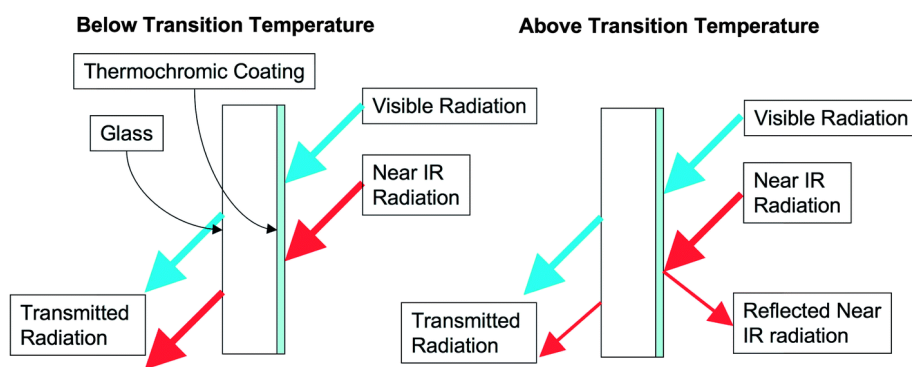 Below Transition Temperature
Thermochromic Coating
Glass
Visible Radiation
Near IR
Radiation
Transmitted
Radiation
Above Transition Temperature
Visible Radiation
Near IR
Radiation
Transmitted
Radiation
Reflected Near
IR radiation